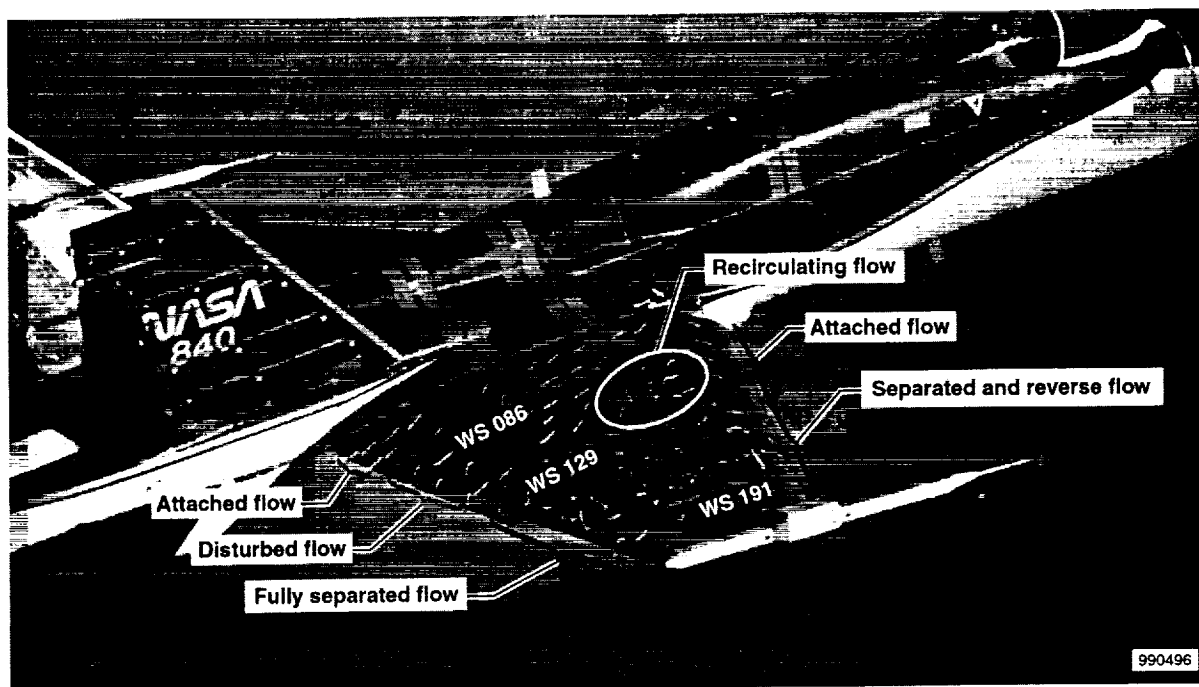 Recirculating flow
Attached flow
NASA
840
Separated and reverse flow
WS 086
WS 129
WS 191
Attached flow
Disturbed flow
Fully separated flow
990496